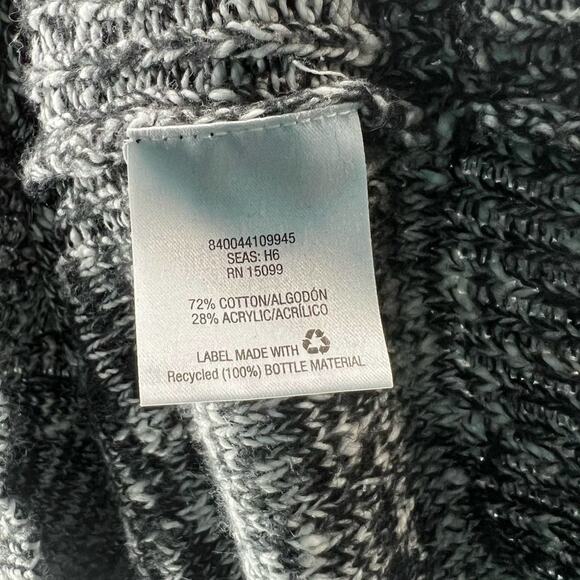 840044109945
SEAS: H6
RN 15099
72% COTTON/ALGODÓN
28% ACRYLIC/ACRÍLICO
LABEL MADE WITH
Recycled (100%) BOTTLE MATERIAL